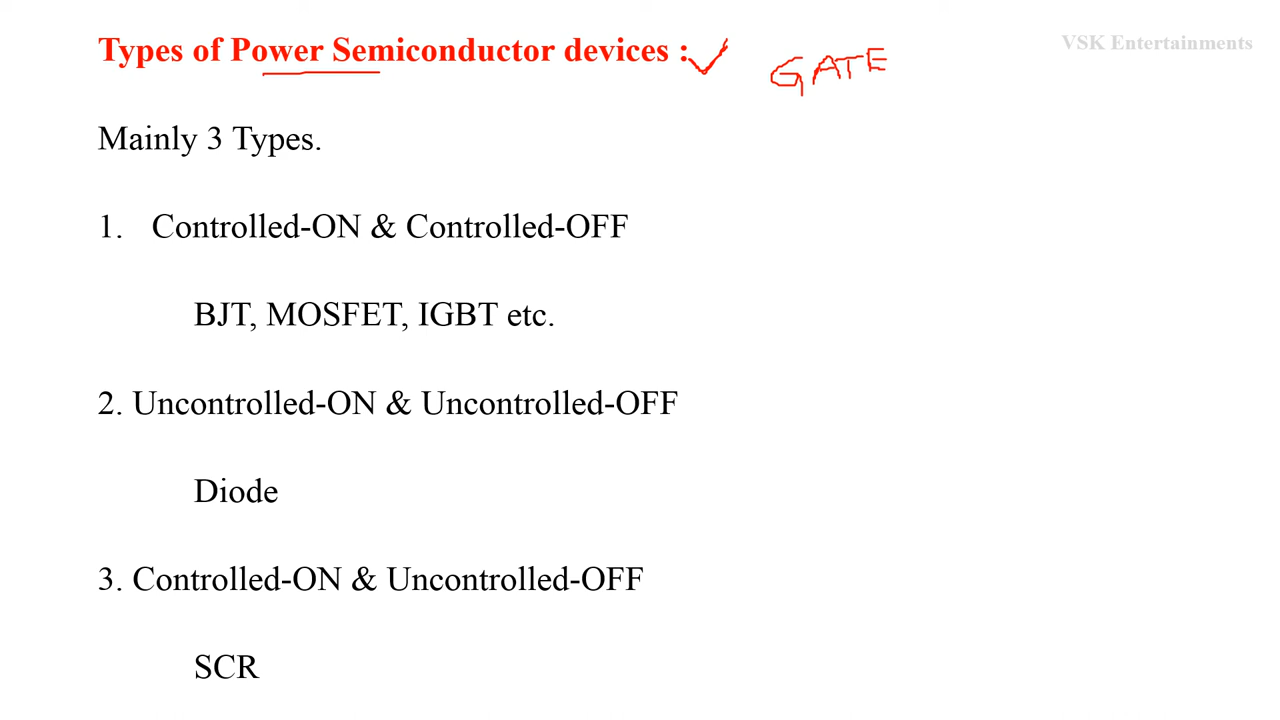 Types of Power Semiconductor devices :
GATE
VSK Entertainments
Mainly 3 Types.
1. Controlled-ON & Controlled-OFF
BJT, MOSFET, IGBT etc.
2. Uncontrolled-ON & Uncontrolled-OFF
Diode
3. Controlled-ON & Uncontrolled-OFF
SCR